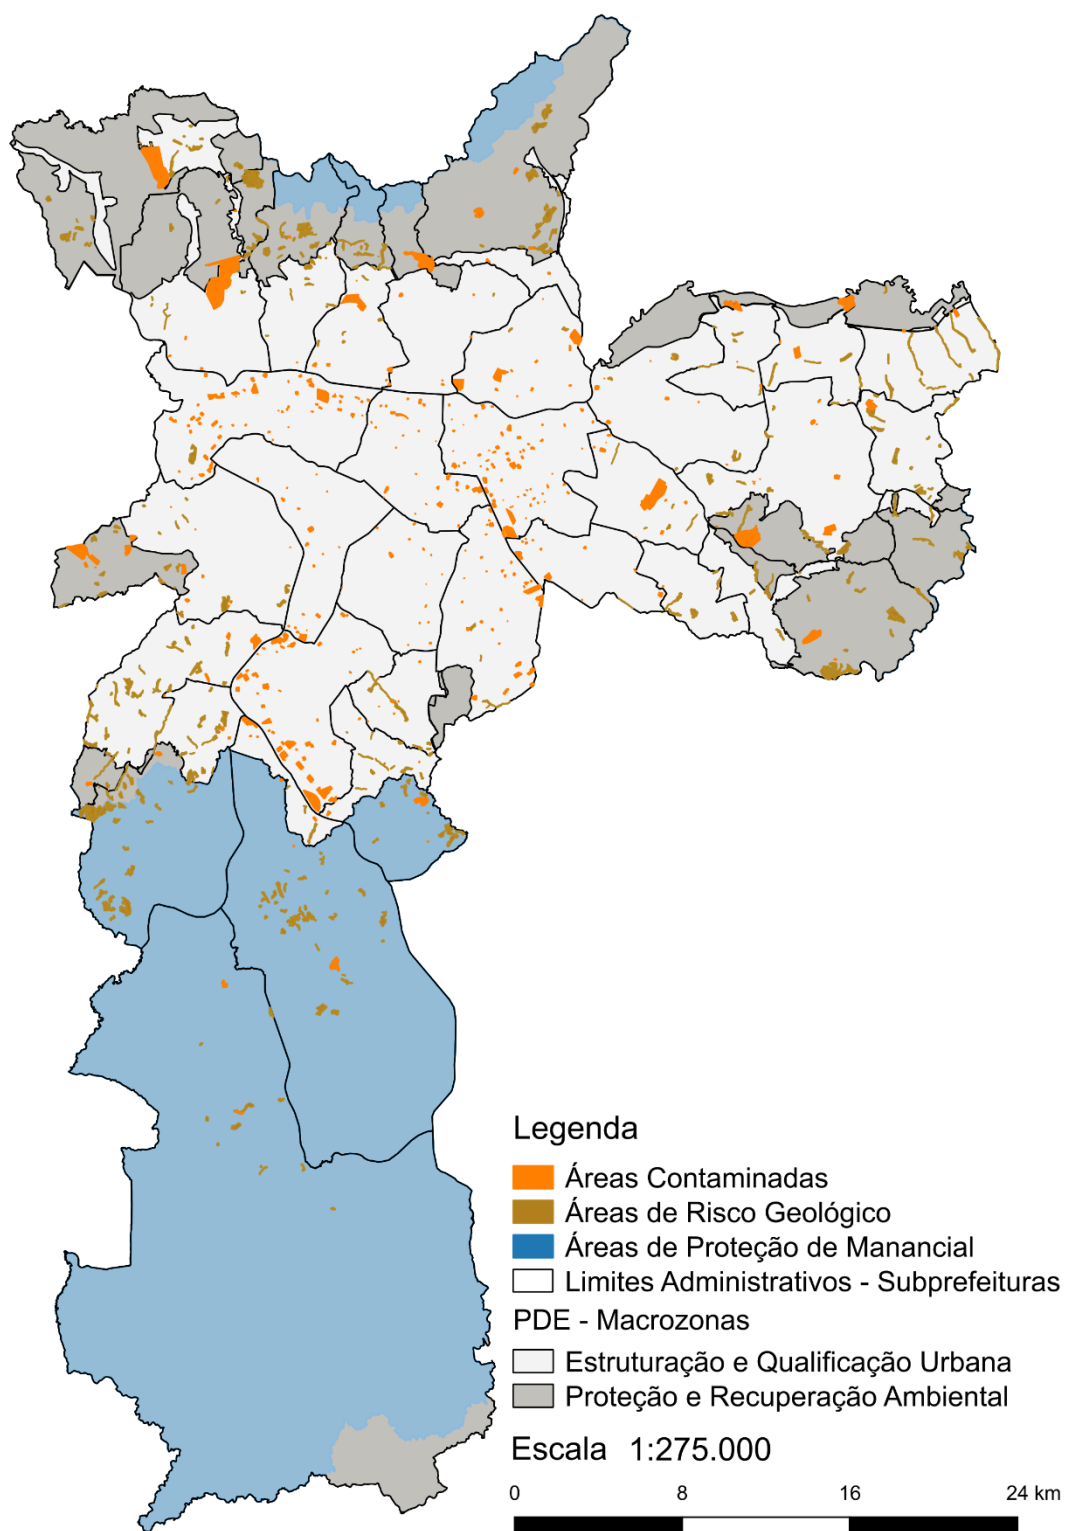 Legenda
Áreas Contaminadas
Áreas de Risco Geológico
Áreas de Proteção de Manancial
Limites Administrativos - Subprefeituras
PDE - Macrozonas
Estruturação e Qualificação Urbana
Proteção e Recuperação Ambiental
Escala 1:275.000
0 8 16 24 km